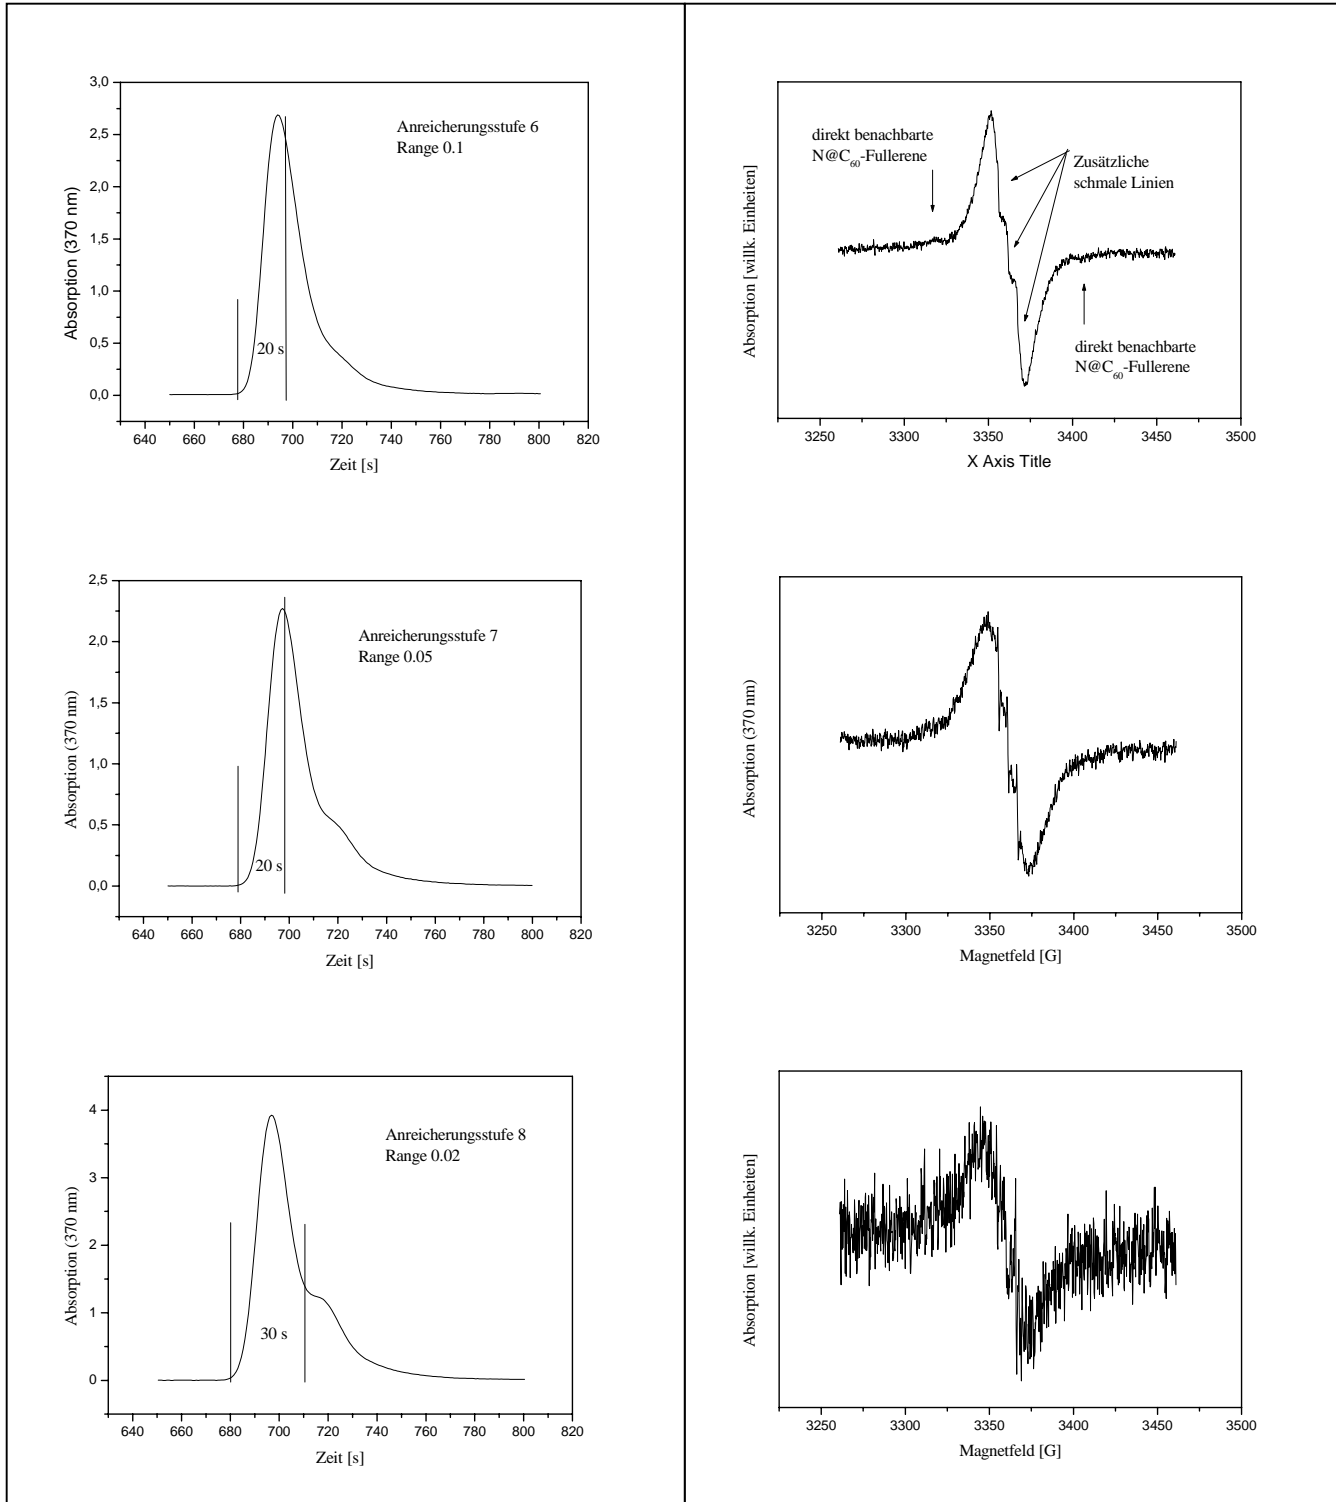 3,0
2,5
2,0
1,5
1,0
0,5
0,0
Absorption (370 nm)
Anreicherungsstufe 6
Range 0.1
20 s
640 660 680 700 720 740 760 780 800 820
Zeit [s]
Absorption [willk. Einheiten]
direkt benachbarte
N@C60-Fullerene
Zusätzliche
schmale Linien
direkt benachbarte
N@C60-Fullerene
3250 3300 3350 3400 3450 3500
X Axis Title
2,5
2,0
1,5
1,0
0,5
0,0
Absorption (370 nm)
Anreicherungsstufe 7
Range 0.05
20 s
640 660 680 700 720 740 760 780 800 820
Zeit [s]
Absorption (370 nm)
3250 3300 3350 3400 3450 3500
Magnetfeld [G]
4
3
2
1
0
Absorption (370 nm)
Anreicherungsstufe 8
Range 0.02
30 s
640 660 680 700 720 740 760 780 800 820
Zeit [s]
Absorption [willk. Einheiten]
3250 3300 3350 3400 3450 3500
Magnetfeld [G]